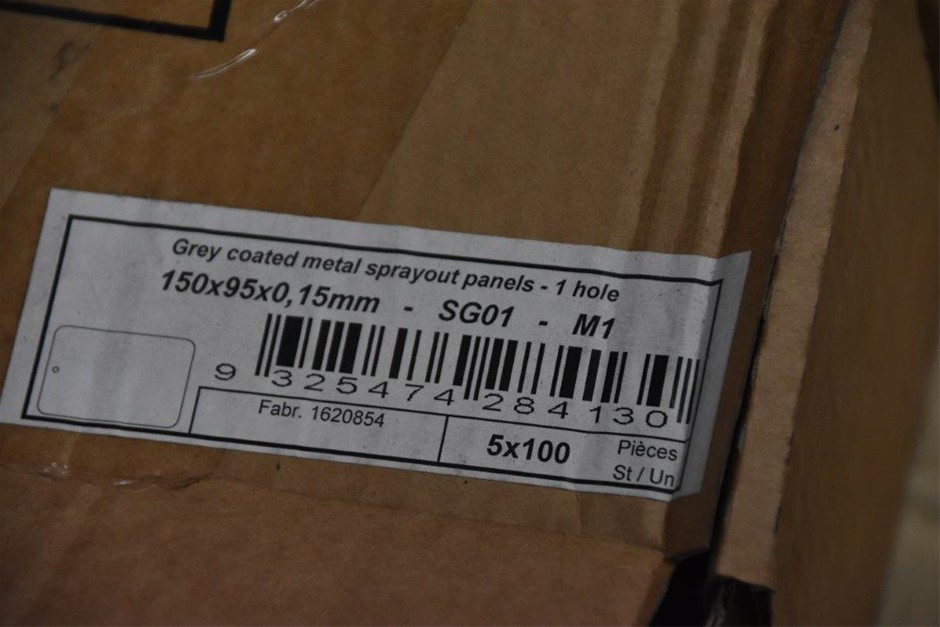 Grey coated metal sprayout panels - 1 hole
150x95x0,15mm - SG01 - M1
9 325474 284130
Fabr. 1620854
5x100
Pièces
St / Un